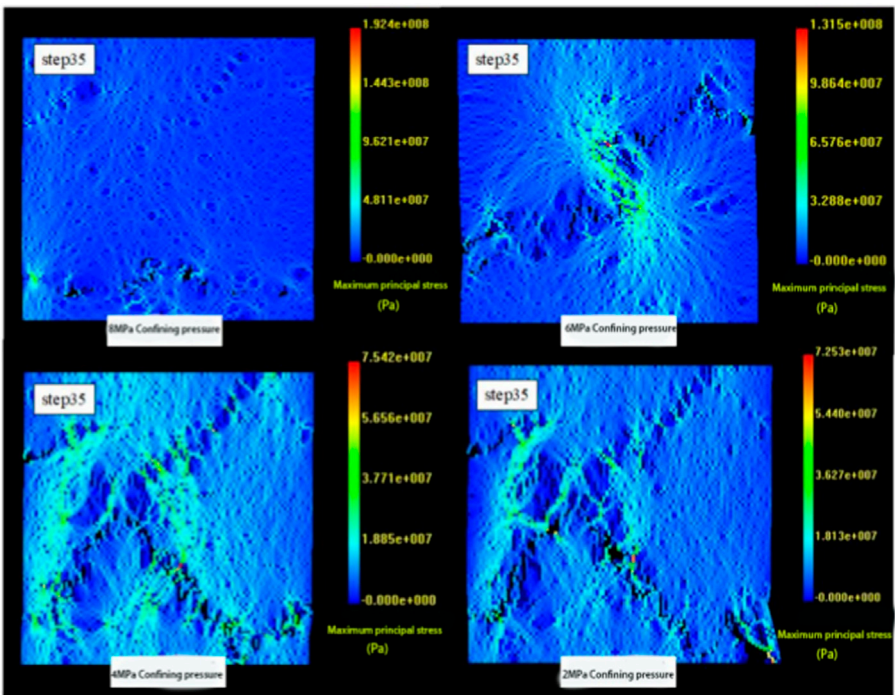 step35
1.924e+008
1.443e+008
9.621e+007
4.811e+007
-0.000e+000
Maximum principal stress
(Pa)
8MPa Confining pressure
step35
1.315e+008
9.864e+007
6.576e+007
3.288e+007
-0.000e+000
Maximum principal stress
(Pa)
6MPa Confining pressure
step35
7.542e+007
5.656e+007
3.771e+007
1.885e+007
-0.000e+000
Maximum principal stress
(Pa)
4MPa Confining pressure
step35
7.253e+007
5.440e+007
3.627e+007
1.813e+007
-0.000e+000
Maximum principal stress
(Pa)
2MPa Confining pressure